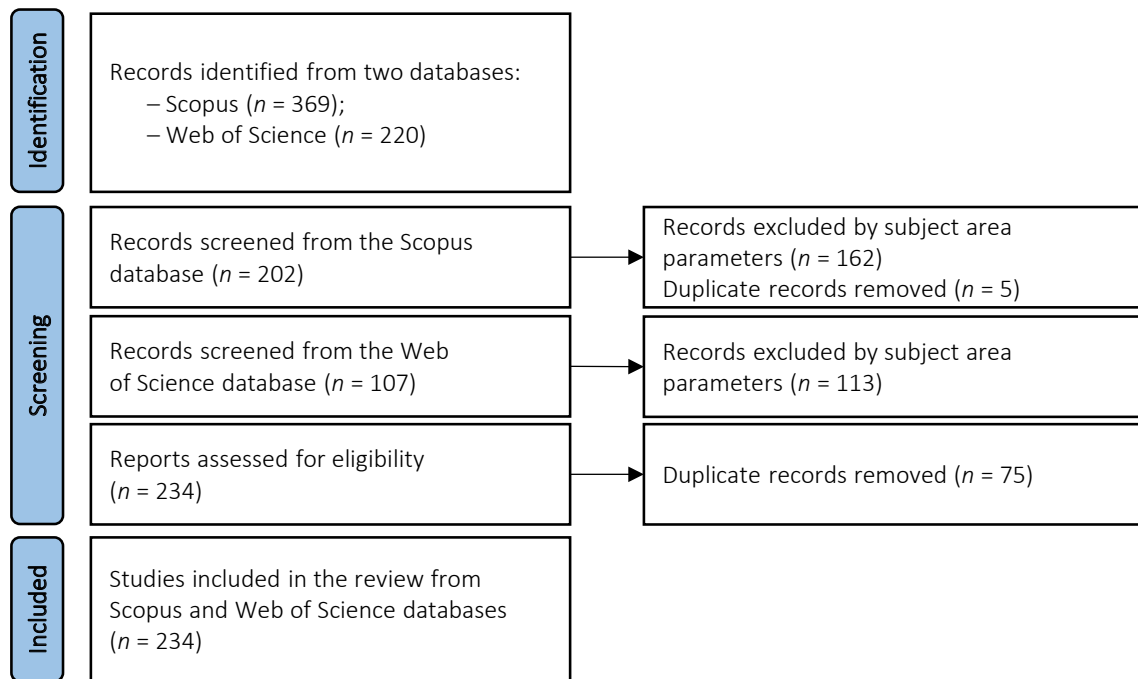 Identification
Records identified from two databases:
– Scopus (n = 369);
– Web of Science (n = 220)
Screening
Records screened from the Scopus
database (n = 202)
Records excluded by subject area
parameters (n = 162)
Duplicate records removed (n = 5)
Records screened from the Web
of Science database (n = 107)
Records excluded by subject area
parameters (n = 113)
Reports assessed for eligibility
(n = 234)
Duplicate records removed (n = 75)
Included
Studies included in the review from
Scopus and Web of Science databases
(n = 234)